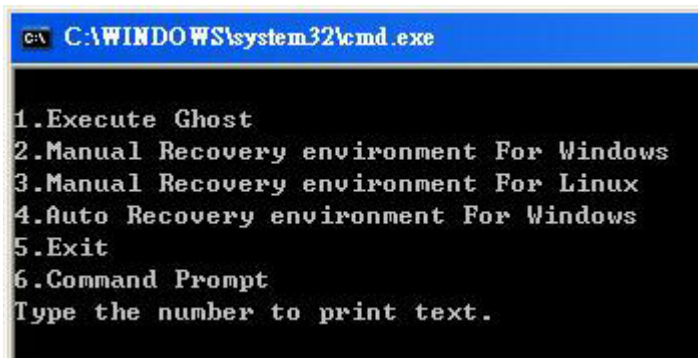 C:\WINDOWS\system32\cmd.exe
1.Execute Ghost
2.Manual Recovery environment For Windows
3.Manual Recovery environment For Linux
4.Auto Recovery environment For Windows
5.Exit
6.Command Prompt
Type the number to print text.